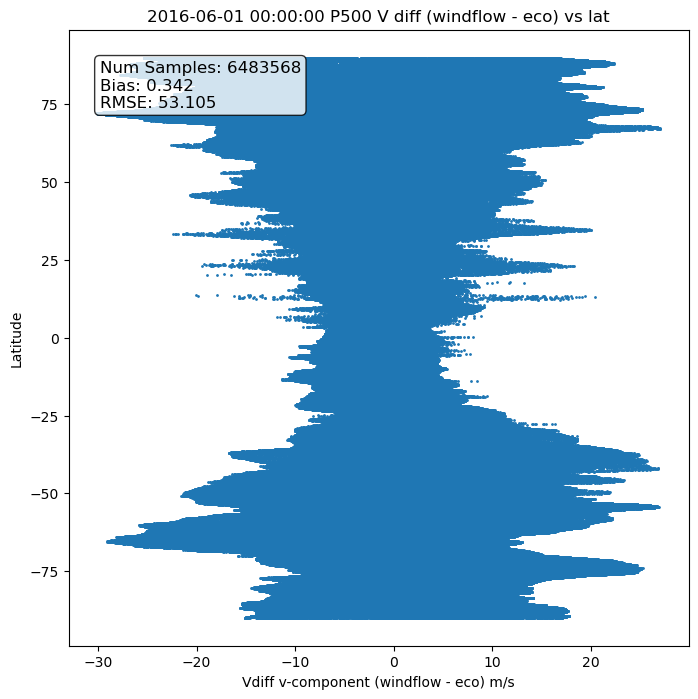 2016-06-01 00:00:00 P500 V diff (windflow - eco) vs lat
Num Samples: 6483568
Bias: 0.342
RMSE: 53.105
Latitude
75
50
25
0
−25
−50
−75
−30 −20 −10 0 10 20
Vdiff v-component (windflow - eco) m/s